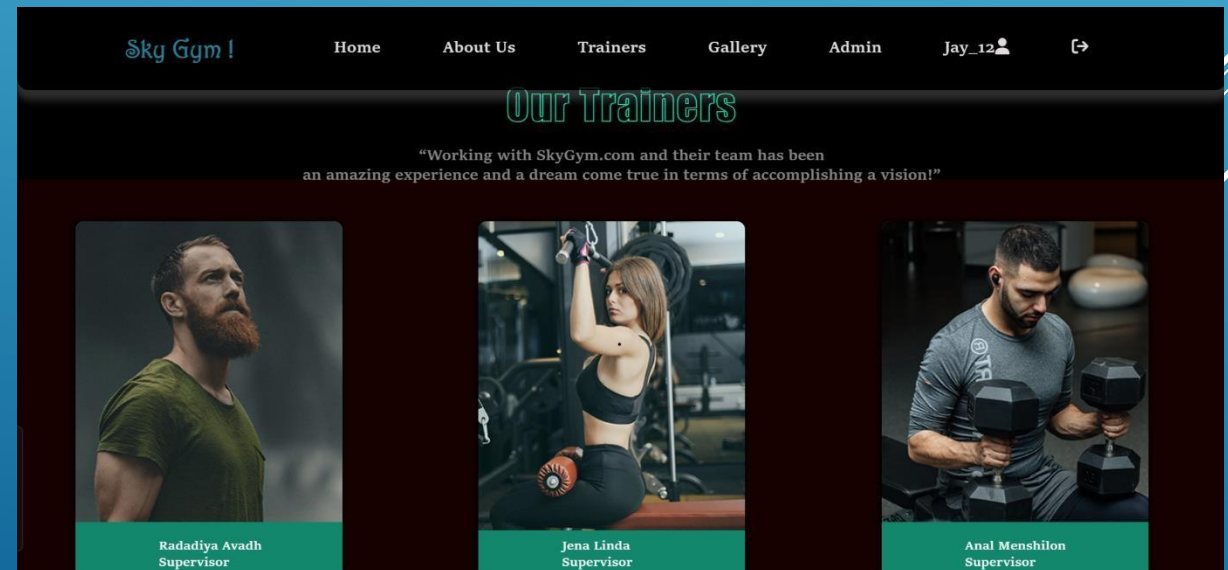 Sky Gym !
Home
About Us
Trainers
Gallery
Admin
Jay_12
Our Trainers
“Working with SkyGym.com and their team has been
an amazing experience and a dream come true in terms of accomplishing a vision!”
Radadiya Avadh
Supervisor
Jena Linda
Supervisor
Anal Menshilon
Supervisor